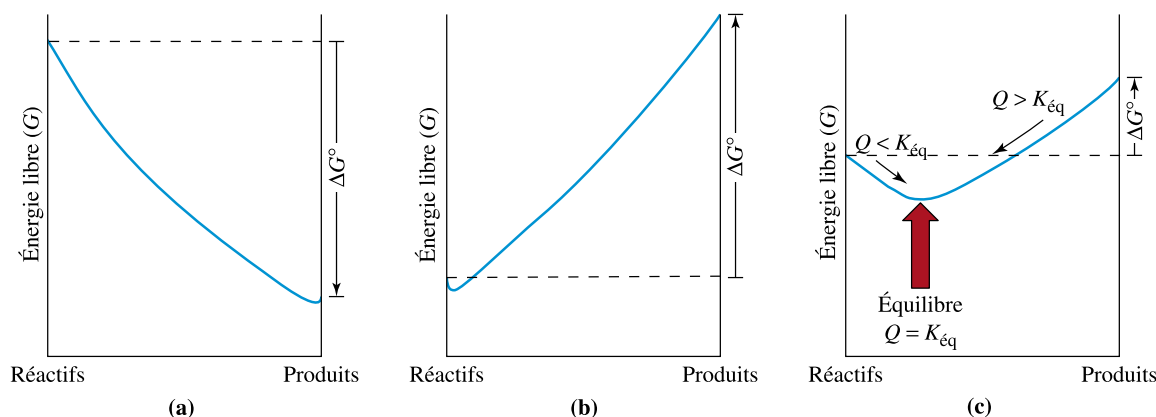 Énergie libre (G)
ΔG°
Réactifs
Produits
(a)
Énergie libre (G)
ΔG°
Réactifs
Produits
(b)
Énergie libre (G)
Q < Kéq
Q > Kéq
ΔG°
Équilibre
Q = Kéq
Réactifs
Produits
(c)